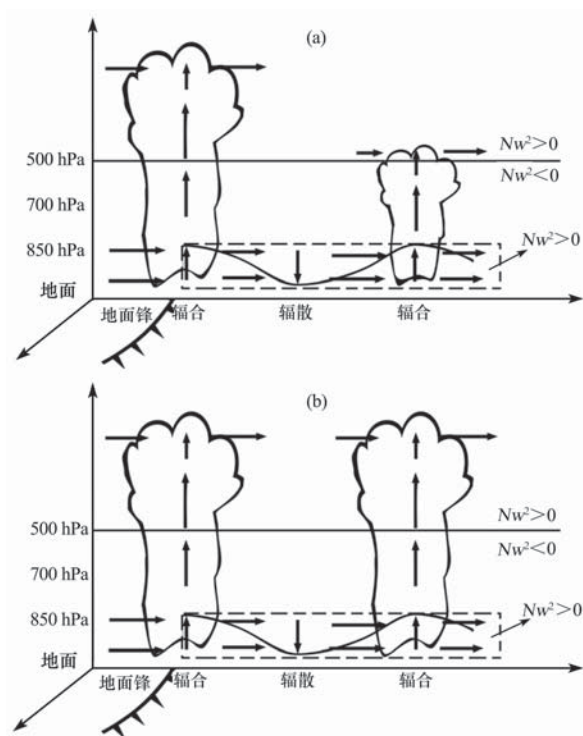 (a)
Nw²>0
500 hPa
Nw²<0
700 hPa
850 hPa
Nw²>0
地面
地面锋 辐合 辐散 辐合
(b)
Nw²>0
500 hPa
Nw²<0
700 hPa
850 hPa
Nw²>0
地面
地面锋 辐合 辐散 辐合